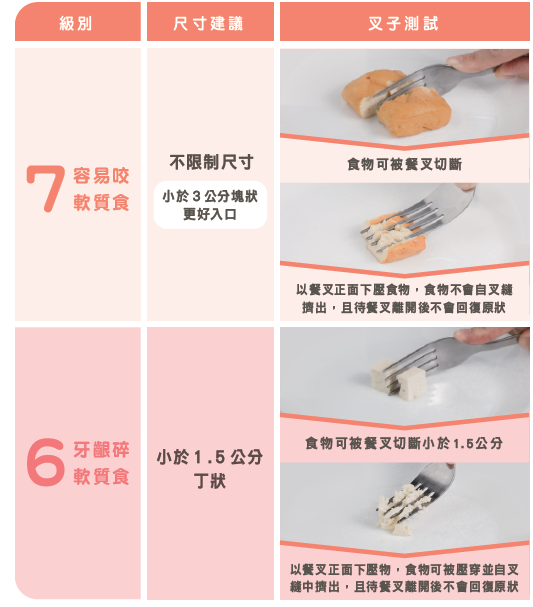 級別
尺寸建議
叉子測試
7
容易咬
軟質食
不限制尺寸
小於3公分塊狀
更好入口
食物可被餐叉切斷
以餐叉正面下壓食物，食物不會自叉縫
擠出，且待餐叉離開後不會回復原狀
6
牙齦碎
軟質食
小於1.5公分
丁狀
食物可被餐叉切斷小於1.5公分
以餐叉正面下壓物，食物可被壓穿並自叉
縫中擠出，且待餐叉離開後不會回復原狀